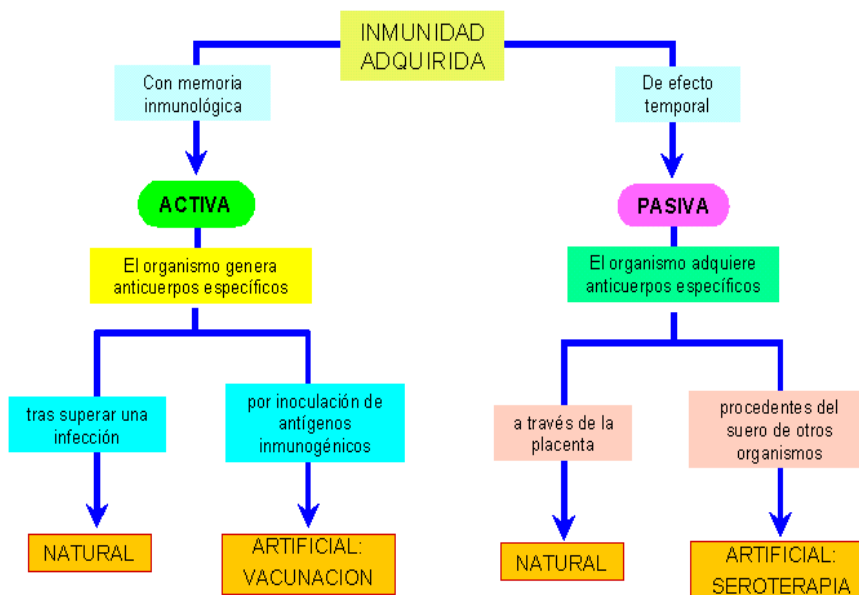 INMUNIDAD
ADQUIRIDA
Con memoria
inmunológica
De efecto
temporal
ACTIVA
PASIVA
El organismo genera
anticuerpos específicos
El organismo adquiere
anticuerpos específicos
tras superar una
infección
por inoculación de
antígenos
inmunogénicos
a través de la
placenta
procedentes del
suero de otros
organismos
NATURAL
ARTIFICIAL:
VACUNACION
NATURAL
ARTIFICIAL:
SEROTERAPIA